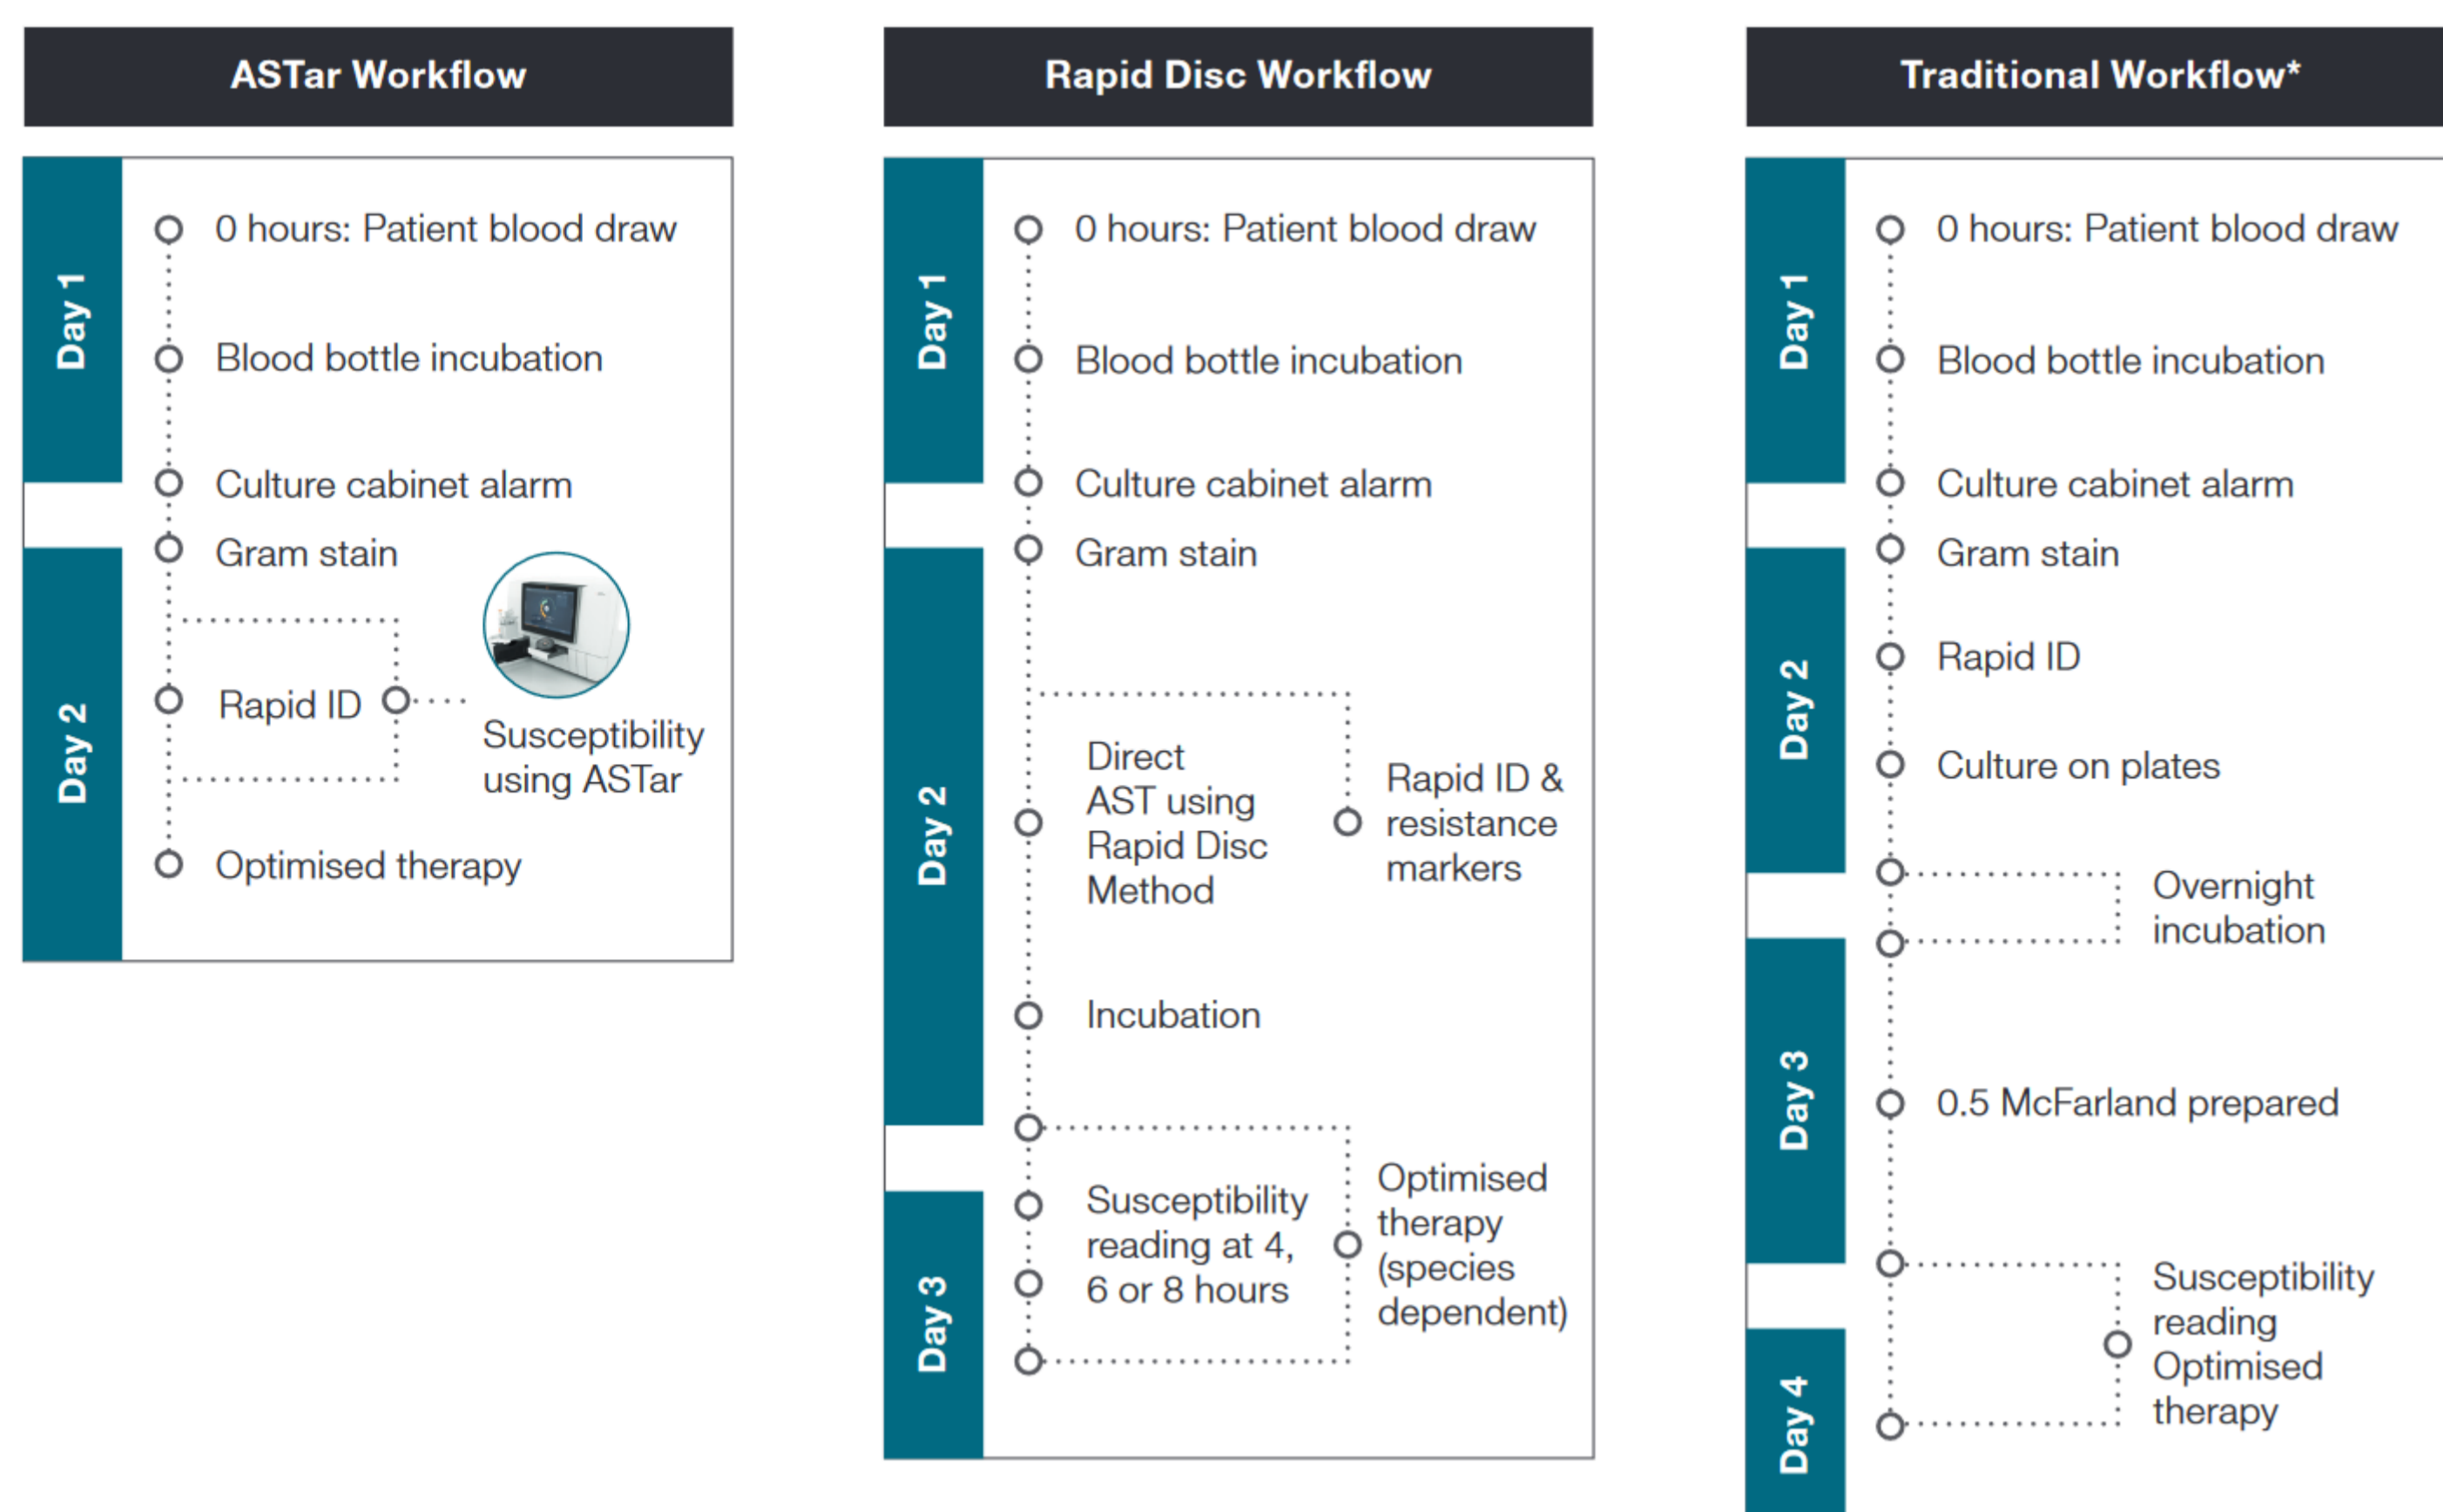 ASTar Workflow
Day 1
0 hours: Patient blood draw
Blood bottle incubation
Culture cabinet alarm
Day 2
Gram stain
Rapid ID
Susceptibility
using ASTar
Optimised therapy
Rapid Disc Workflow
Day 1
0 hours: Patient blood draw
Blood bottle incubation
Culture cabinet alarm
Day 2
Gram stain
Direct
AST using
Rapid Disc
Method
Rapid ID &
resistance
markers
Incubation
Day 3
Susceptibility
reading at 4,
6 or 8 hours
Optimised
therapy
(species
dependent)
Traditional Workflow*
Day 1
0 hours: Patient blood draw
Blood bottle incubation
Culture cabinet alarm
Day 2
Gram stain
Rapid ID
Culture on plates
Overnight
incubation
Day 3
0.5 McFarland prepared
Day 4
Susceptibility
reading
Optimised
therapy